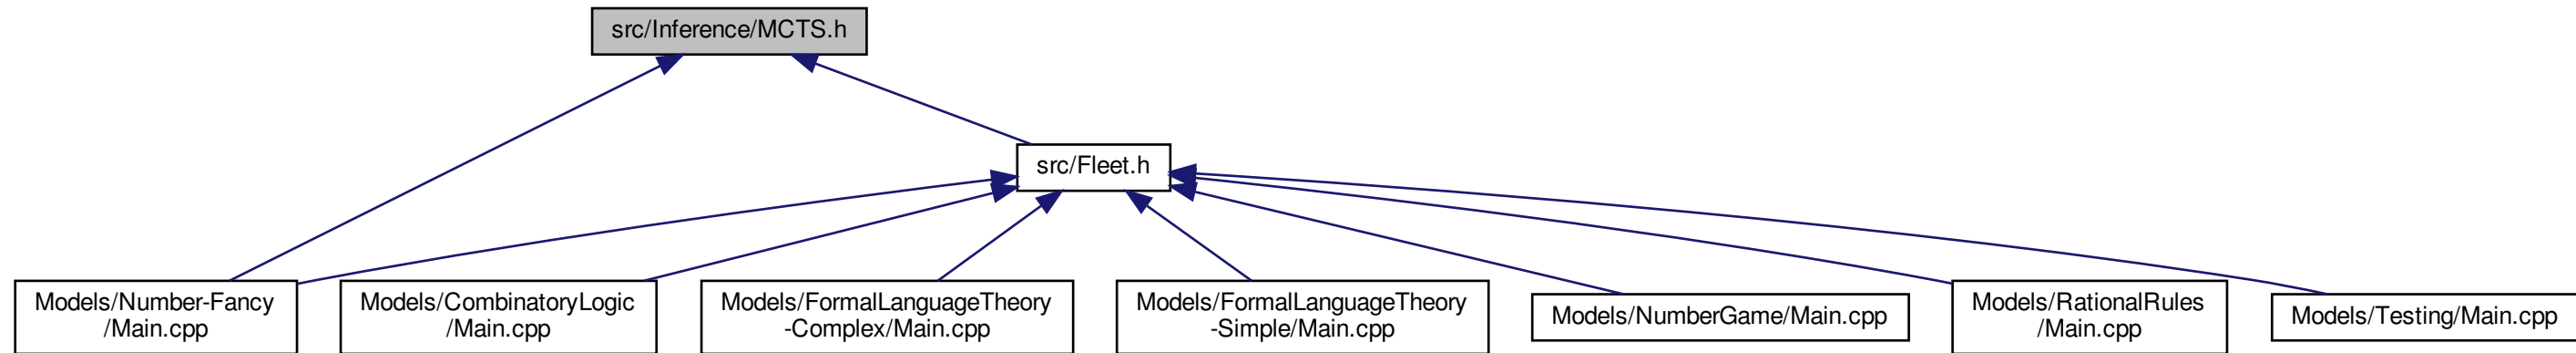 src/Inference/MCTS.h
src/Fleet.h
Models/Number-Fancy
/Main.cpp
Models/CombinatoryLogic
/Main.cpp
Models/FormalLanguageTheory
-Complex/Main.cpp
Models/FormalLanguageTheory
-Simple/Main.cpp
Models/NumberGame/Main.cpp
Models/RationalRules
/Main.cpp
Models/Testing/Main.cpp